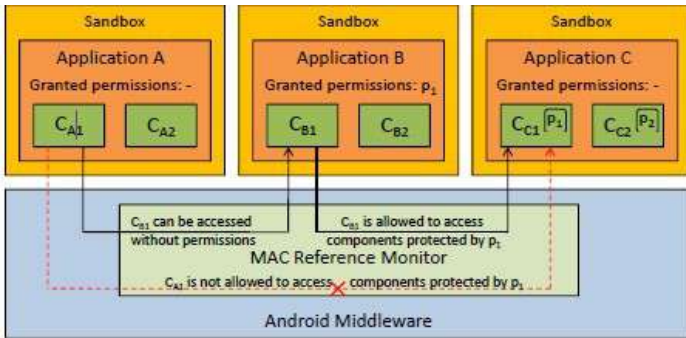 Sandbox
Application A
Granted permissions: -
CA1
CA2
Sandbox
Application B
Granted permissions: p1
CB1
CB2
Sandbox
Application C
Granted permissions: -
CC1 [p1]
CC2 [p2]
CB1 can be accessed
without permissions
CB1 is allowed to access
components protected by p1
MAC Reference Monitor
CA1 is not allowed to access components protected by p1
Android Middleware